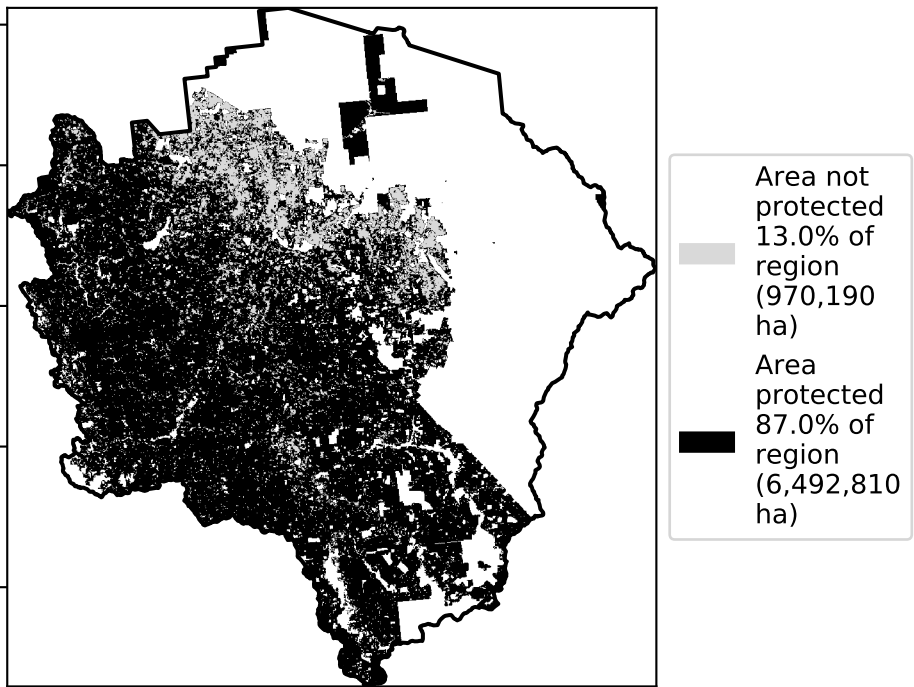 Area not
protected
13.0% of
region
(970,190
ha)
Area
protected
87.0% of
region
(6,492,810
ha)